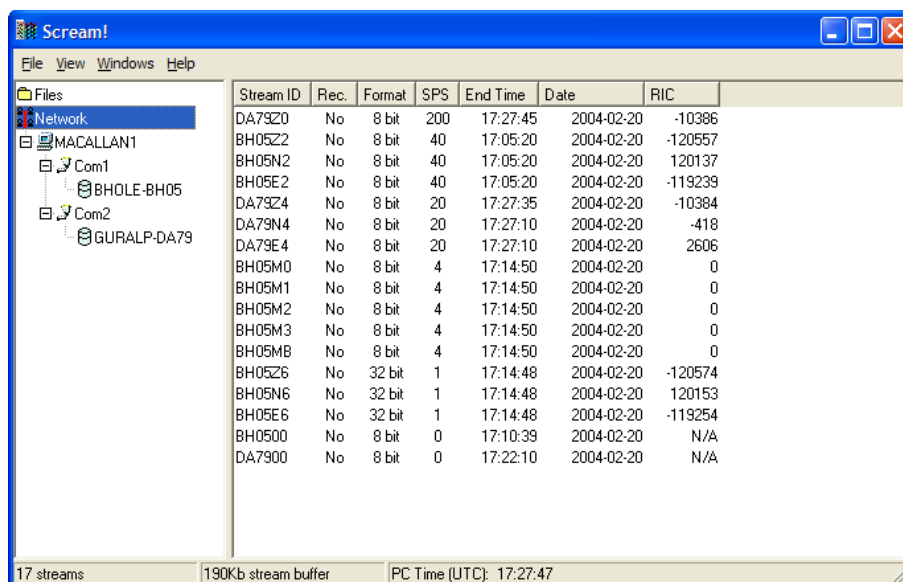 Scream!
File View Windows Help
Files
Network
MACALLAN1
Com1
BHOLE-BH05
Com2
GURALP-DA79
Stream ID Rec. Format SPS End Time Date RIC
DA79Z0 No 8 bit 200 17:27:45 2004-02-20 -10386
BH05Z2 No 8 bit 40 17:05:20 2004-02-20 -120557
BH05N2 No 8 bit 40 17:05:20 2004-02-20 120137
BH05E2 No 8 bit 40 17:05:20 2004-02-20 -119239
DA79Z4 No 8 bit 20 17:27:35 2004-02-20 -10384
DA79N4 No 8 bit 20 17:27:10 2004-02-20 -418
DA79E4 No 8 bit 20 17:27:10 2004-02-20 2606
BH05M0 No 8 bit 4 17:14:50 2004-02-20 0
BH05M1 No 8 bit 4 17:14:50 2004-02-20 0
BH05M2 No 8 bit 4 17:14:50 2004-02-20 0
BH05M3 No 8 bit 4 17:14:50 2004-02-20 0
BH05MB No 8 bit 4 17:14:50 2004-02-20 0
BH05Z6 No 32 bit 1 17:14:48 2004-02-20 -120574
BH05N6 No 32 bit 1 17:14:48 2004-02-20 120153
BH05E6 No 32 bit 1 17:14:48 2004-02-20 -119254
BH0500 No 8 bit 0 17:10:39 2004-02-20 N/A
DA7900 No 8 bit 0 17:22:10 2004-02-20 N/A
17 streams 190Kb stream buffer PC Time (UTC): 17:27:47